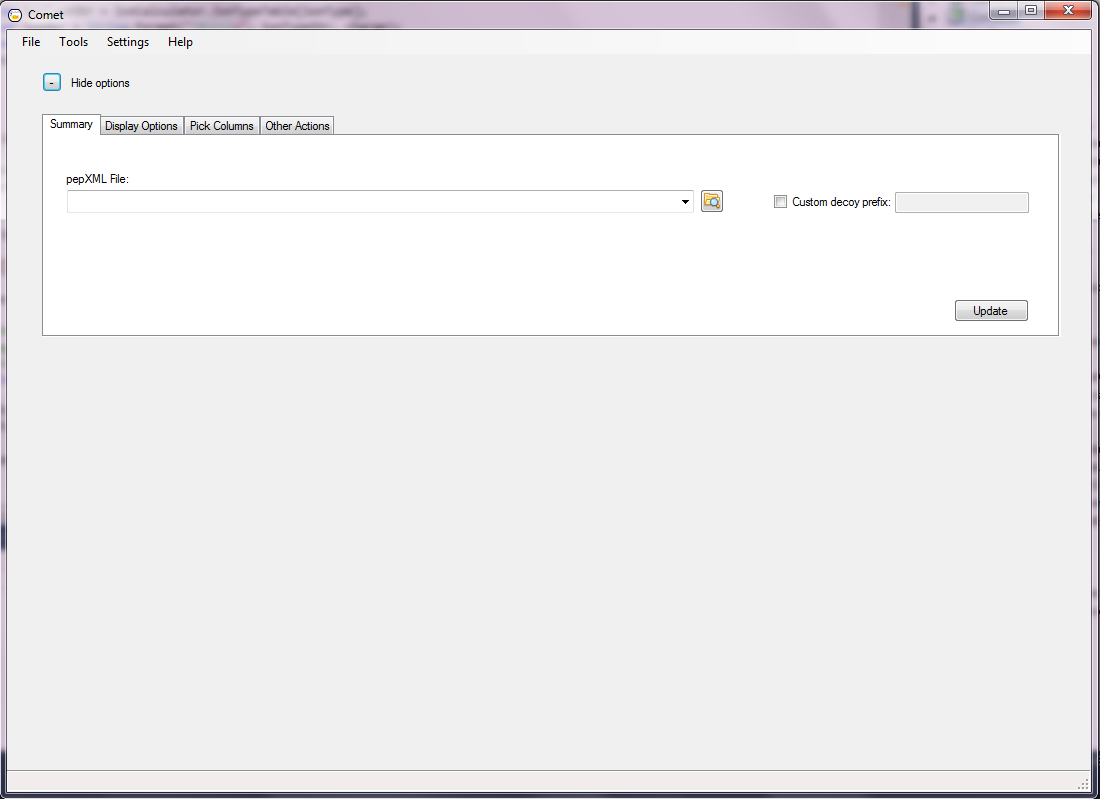 Comet
File Tools Settings Help
- Hide options
Summary Display Options Pick Columns Other Actions
pepXML File:
Custom decoy prefix:
Update